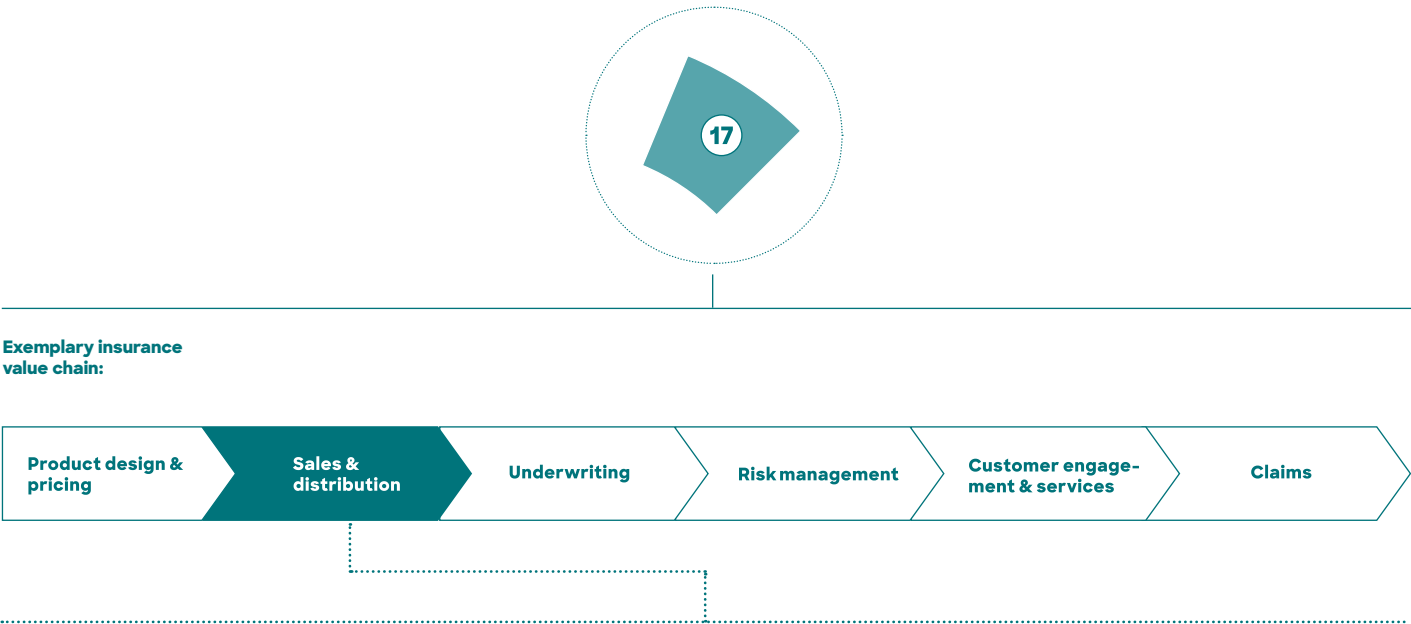 17
Exemplary insurance
value chain:
Product design &
pricing
Sales &
distribution
Underwriting
Risk management
Customer engage-
ment & services
Claims